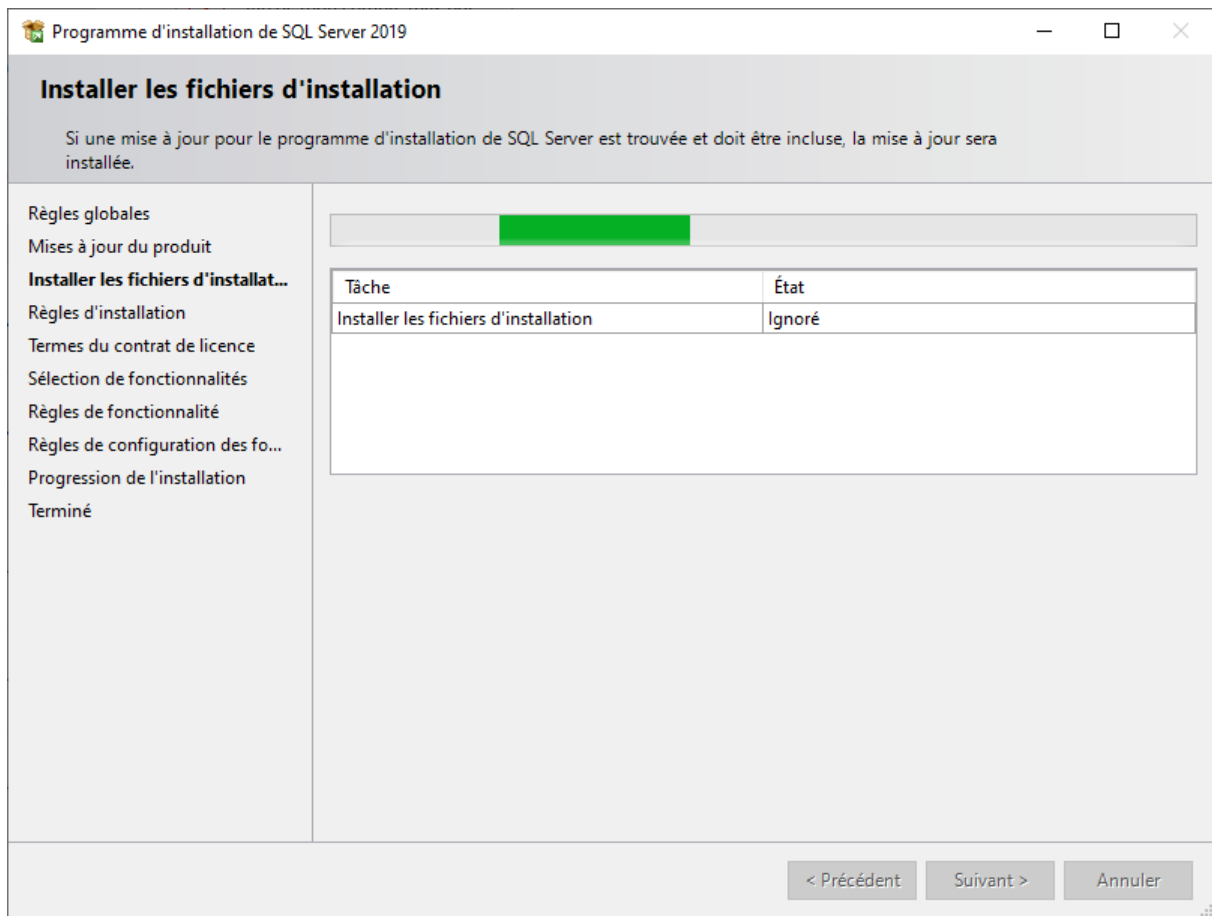 Programme d'installation de SQL Server 2019
Installer les fichiers d'installation
Si une mise à jour pour le programme d'installation de SQL Server est trouvée et doit être incluse, la mise à jour sera
installée.
Règles globales
Mises à jour du produit
Installer les fichiers d'installat...
Règles d'installation
Termes du contrat de licence
Sélection de fonctionnalités
Règles de fonctionnalité
Règles de configuration des fo...
Progression de l'installation
Terminé
Tâche État
Installer les fichiers d'installation Ignoré
< Précédent Suivant > Annuler